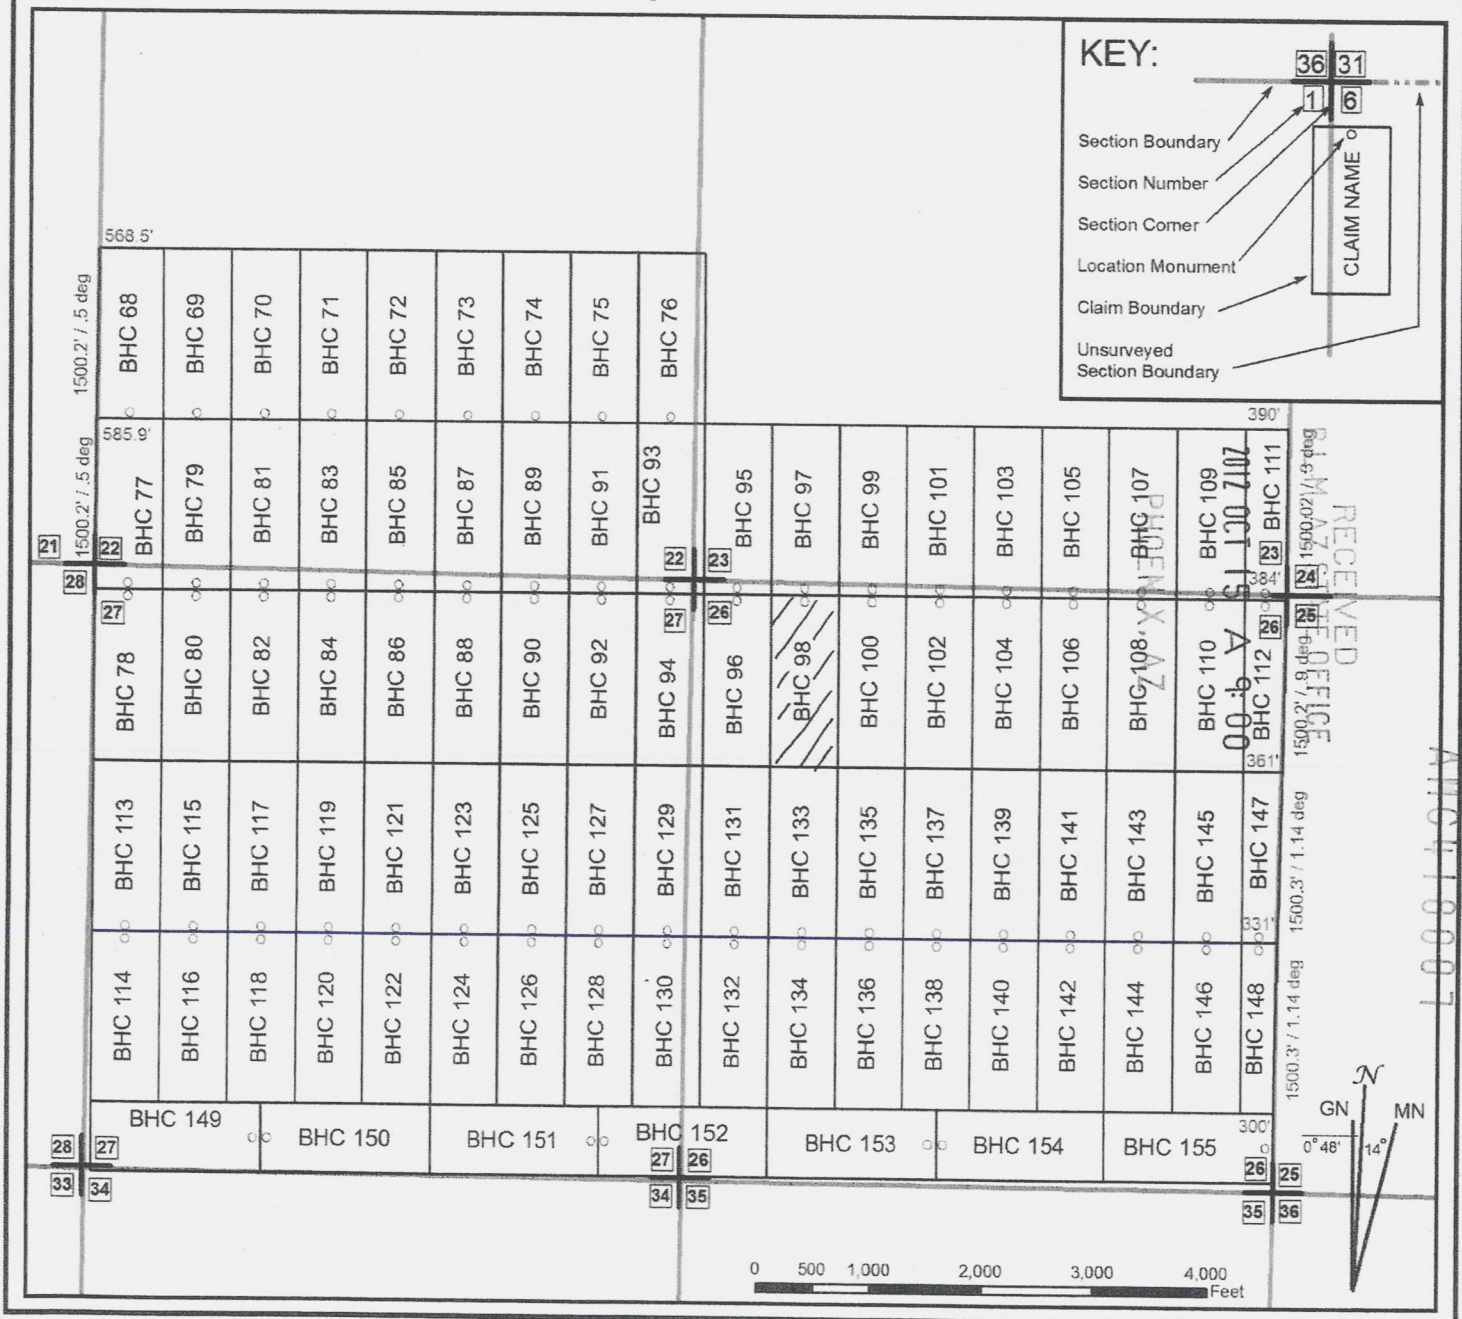 KEY:
36 31
1 6
Section Boundary
Section Number
Section Corner
Location Monument
Claim Boundary
Unsurveyed
Section Boundary
CLAIM NAME
568.5'
1500.2' / .5 deg
BHC 68
BHC 69
BHC 70
BHC 71
BHC 72
BHC 73
BHC 74
BHC 75
BHC 76
390'
585.9'
1500.2' / .5 deg
BHC 77
BHC 79
BHC 81
BHC 83
BHC 85
BHC 87
BHC 89
BHC 91
BHC 93
BHC 95
BHC 97
BHC 99
BHC 101
BHC 103
BHC 105
BHC 107
BHC 109
BHC 111
1500.02' / .5 deg
RECEIVED
BLM AZ STATE OFFICE
2012 OCT 15 A 9:00
PHOENIX, AZ
21 22
28 27
22 23
27 26
23 24
26 25
384'
BHC 78
BHC 80
BHC 82
BHC 84
BHC 86
BHC 88
BHC 90
BHC 92
BHC 94
BHC 96
BHC 98
BHC 100
BHC 102
BHC 104
BHC 106
BHC 108
BHC 110
BHC 112
1500.2' / .9 deg
361'
AMC418007
BHC 113
BHC 115
BHC 117
BHC 119
BHC 121
BHC 123
BHC 125
BHC 127
BHC 129
BHC 131
BHC 133
BHC 135
BHC 137
BHC 139
BHC 141
BHC 143
BHC 145
BHC 147
1500.3' / 1.14 deg
331'
BHC 114
BHC 116
BHC 118
BHC 120
BHC 122
BHC 124
BHC 126
BHC 128
BHC 130
BHC 132
BHC 134
BHC 136
BHC 138
BHC 140
BHC 142
BHC 144
BHC 146
BHC 148
1500.3' / 1.14 deg
BHC 149
BHC 150
BHC 151
BHC 152
BHC 153
BHC 154
BHC 155
300'
28 27
33 34
27 26
34 35
26 25
35 36
N
GN MN
0°48' 14°
0 500 1,000 2,000 3,000 4,000
Feet